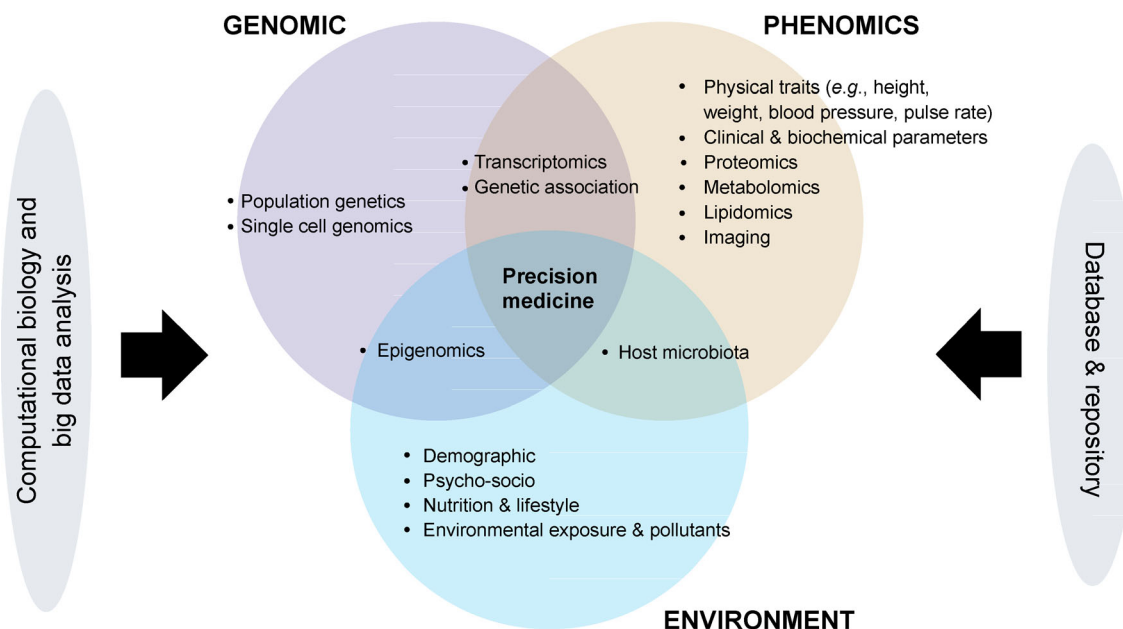 GENOMIC
PHENOMICS
Computational biology and
big data analysis
• Population genetics
• Single cell genomics
• Transcriptomics
• Genetic association
• Physical traits (e.g., height,
weight, blood pressure, pulse rate)
• Clinical & biochemical parameters
• Proteomics
• Metabolomics
• Lipidomics
• Imaging
Precision
medicine
• Epigenomics
• Host microbiota
• Demographic
• Psycho-socio
• Nutrition & lifestyle
• Environmental exposure & pollutants
ENVIRONMENT
Database &
repository